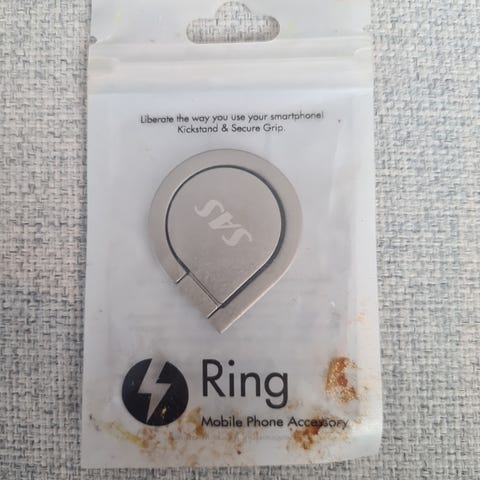 Liberate the way you use your smartphone!
Kickstand & Secure Grip.
SAS
Ring
Mobile Phone Accessory